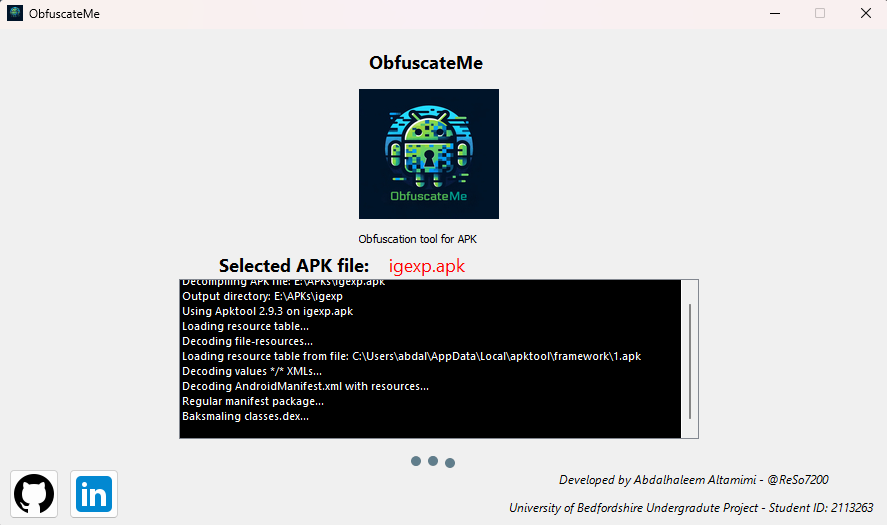 ObfuscateMe
ObfuscateMe
ObfuscateMe
Obfuscation tool for APK
Selected APK file: igexp.apk
Decompiling APK file: E:\APKs\igexp.apk
Output directory: E:\APKs\igexp
Using Apktool 2.9.3 on igexp.apk
Loading resource table...
Decoding file-resources...
Loading resource table from file: C:\Users\abdal\AppData\Local\apktool\framework\1.apk
Decoding values */* XMLs...
Decoding AndroidManifest.xml with resources...
Regular manifest package...
Baksmaling classes.dex...
in
Developed by Abdalhaleem Altamimi - @ReSo7200
University of Bedfordshire Undergradute Project - Student ID: 2113263